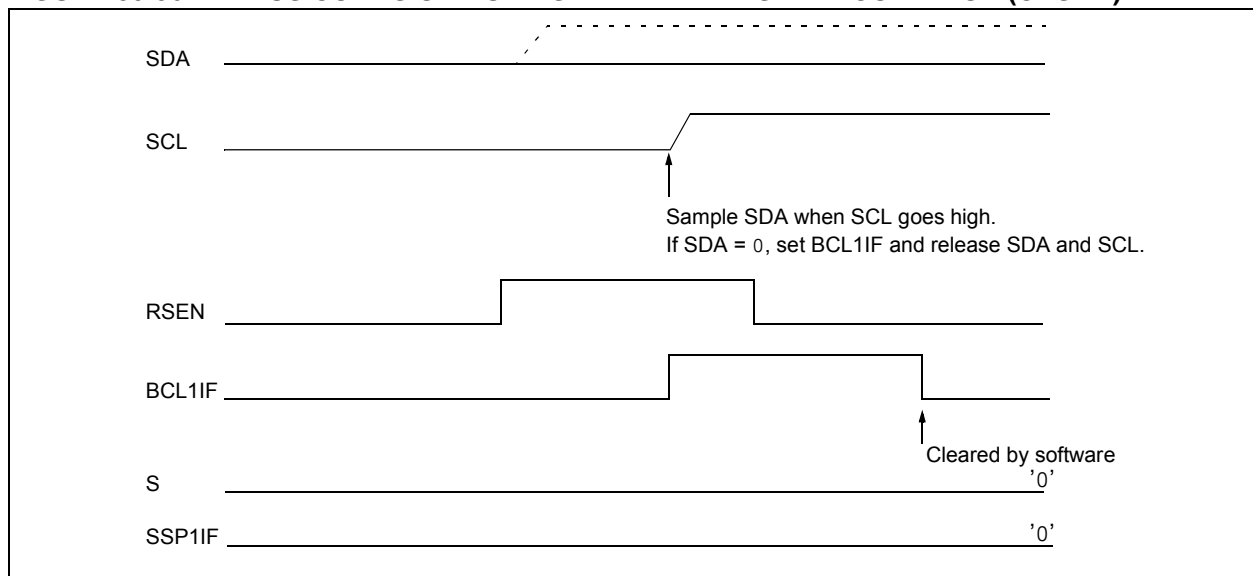 SDA
SCL
Sample SDA when SCL goes high.
If SDA = 0, set BCL1IF and release SDA and SCL.
RSEN
BCL1IF
Cleared by software
S
'0'
SSP1IF
'0'